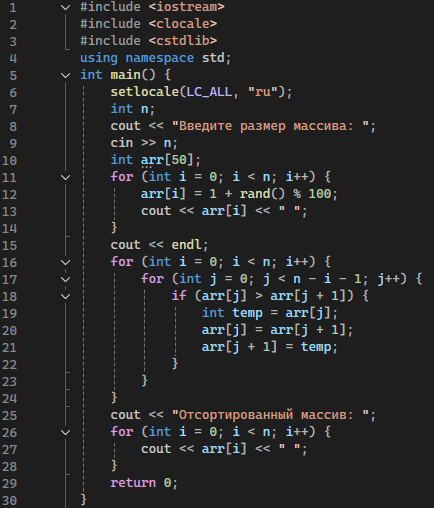 1 #include <iostream>
2 #include <clocale>
3 #include <cstdlib>
4 using namespace std;
5 int main() {
6     setlocale(LC_ALL, "ru");
7     int n;
8     cout << "Введите размер массива: ";
9     cin >> n;
10     int arr[50];
11     for (int i = 0; i < n; i++) {
12         arr[i] = 1 + rand() % 100;
13         cout << arr[i] << " ";
14     }
15     cout << endl;
16     for (int i = 0; i < n; i++) {
17         for (int j = 0; j < n - i - 1; j++) {
18             if (arr[j] > arr[j + 1]) {
19                 int temp = arr[j];
20                 arr[j] = arr[j + 1];
21                 arr[j + 1] = temp;
22             }
23         }
24     }
25     cout << "Отсортированный массив: ";
26     for (int i = 0; i < n; i++) {
27         cout << arr[i] << " ";
28     }
29     return 0;
30 }